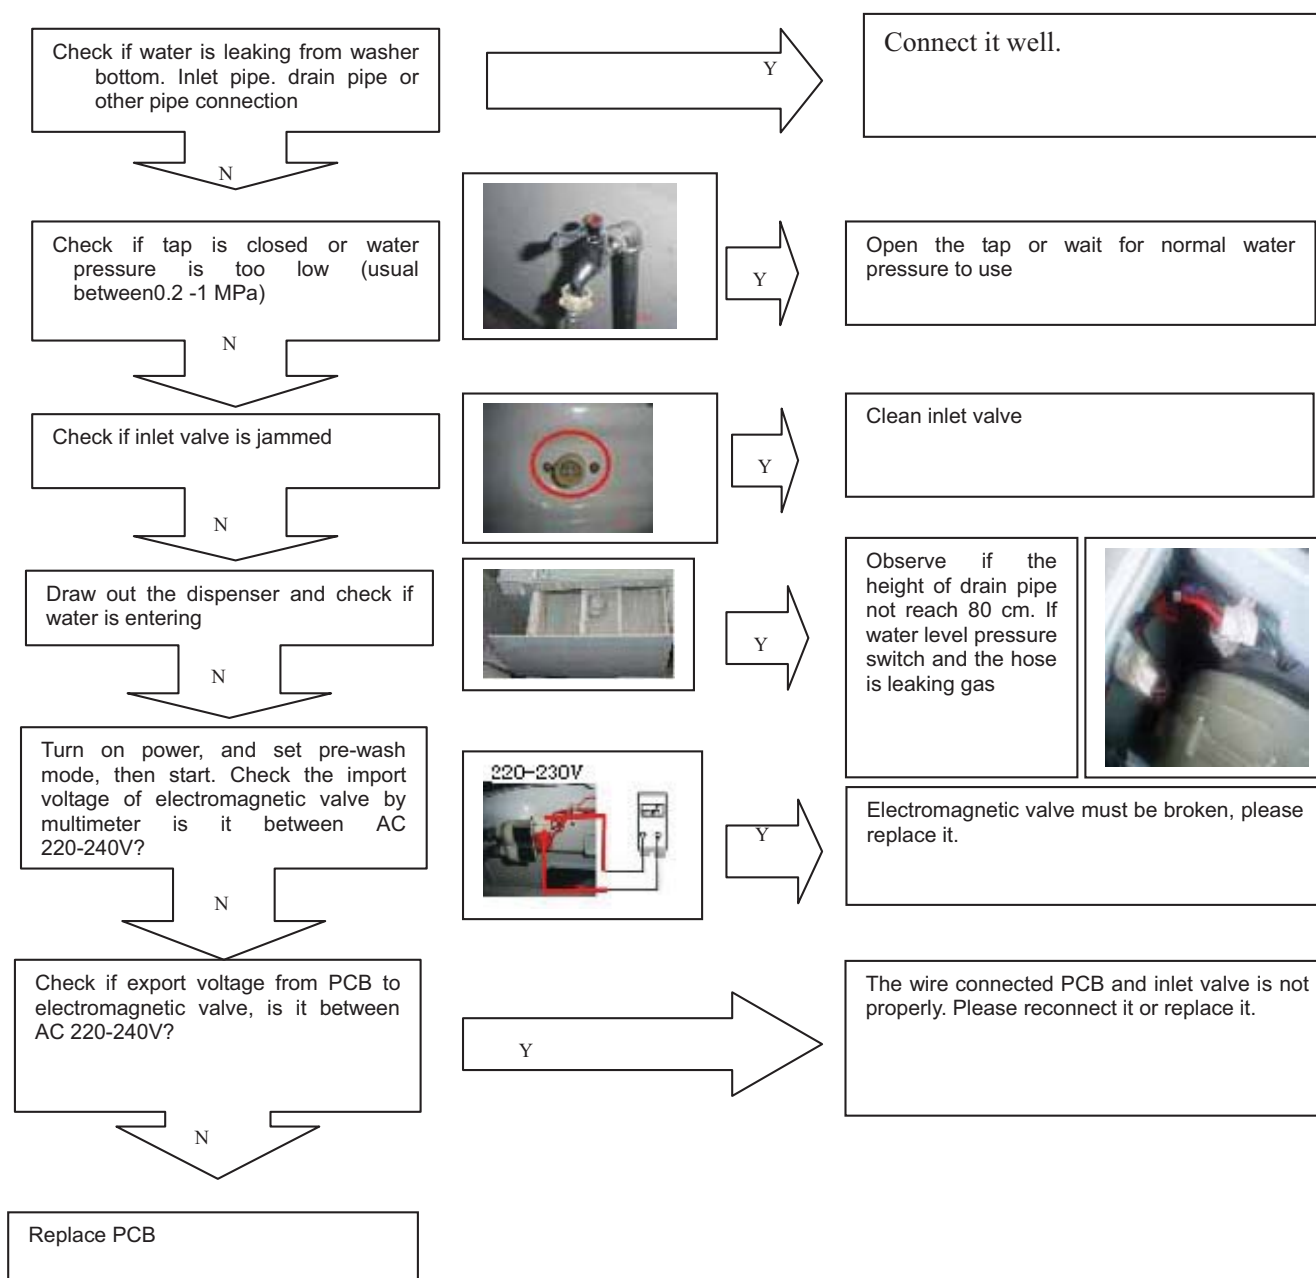 Check if water is leaking from washer
bottom. Inlet pipe. drain pipe or
other pipe connection
Y
Connect it well.
N
Check if tap is closed or water
pressure is too low (usual
between0.2 -1 MPa)
Y
Open the tap or wait for normal water
pressure to use
N
Check if inlet valve is jammed
Y
Clean inlet valve
N
Draw out the dispenser and check if
water is entering
Y
Observe if the
height of drain pipe
not reach 80 cm. If
water level pressure
switch and the hose
is leaking gas
N
Turn on power, and set pre-wash
mode, then start. Check the import
voltage of electromagnetic valve by
multimeter is it between AC
220-240V?
220-230V
Y
Electromagnetic valve must be broken, please
replace it.
N
Check if export voltage from PCB to
electromagnetic valve, is it between
AC 220-240V?
Y
The wire connected PCB and inlet valve is not
properly. Please reconnect it or replace it.
N
Replace PCB